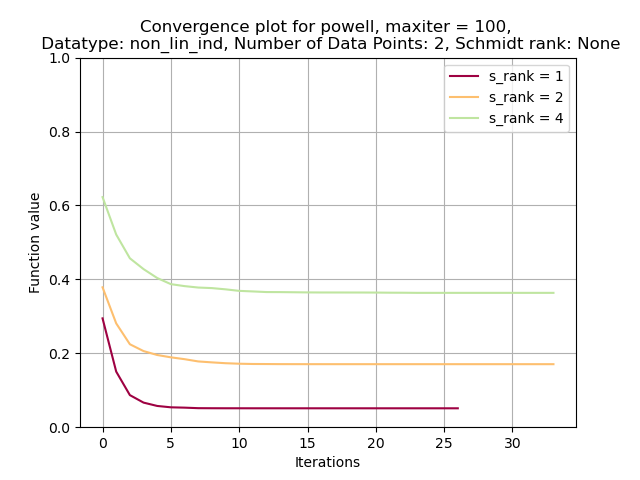 Convergence plot for powell, maxiter = 100,
Datatype: non_lin_ind, Number of Data Points: 2, Schmidt rank: None
s_rank = 1
s_rank = 2
s_rank = 4
Function value
1.0
0.8
0.6
0.4
0.2
0.0
0 5 10 15 20 25 30
Iterations